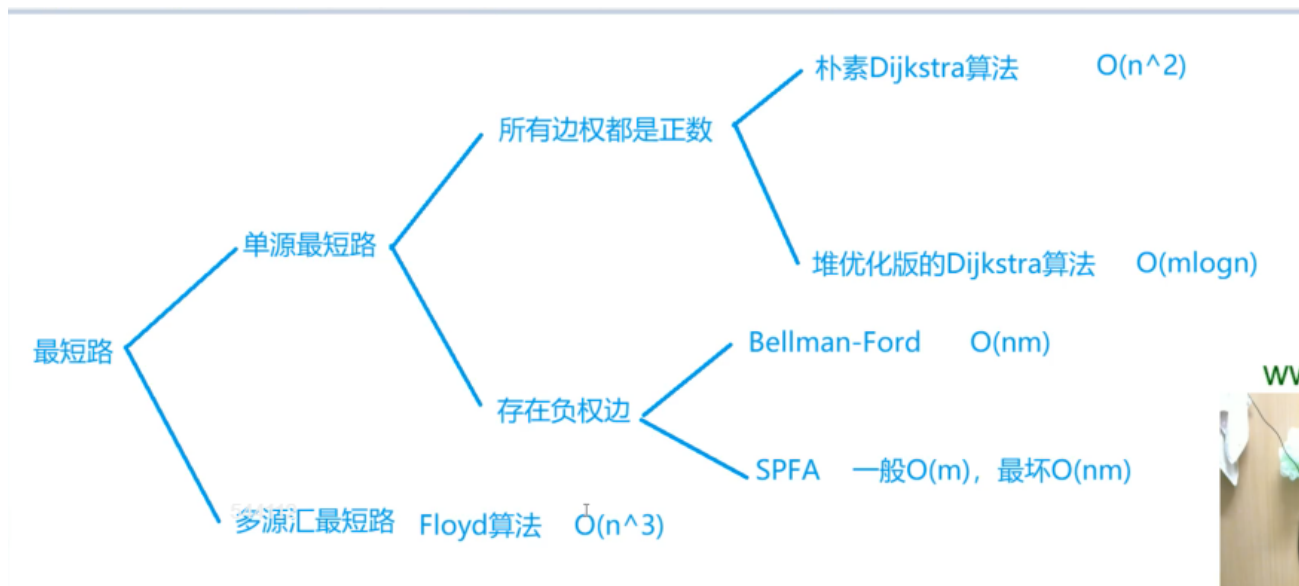 朴素Dijkstra算法 O(n^2)
所有边权都是正数
单源最短路
堆优化版的Dijkstra算法 O(mlogn)
最短路
Bellman-Ford O(nm)
存在负权边
SPFA 一般O(m)，最坏O(nm)
多源汇最短路 Floyd算法 O(n^3)